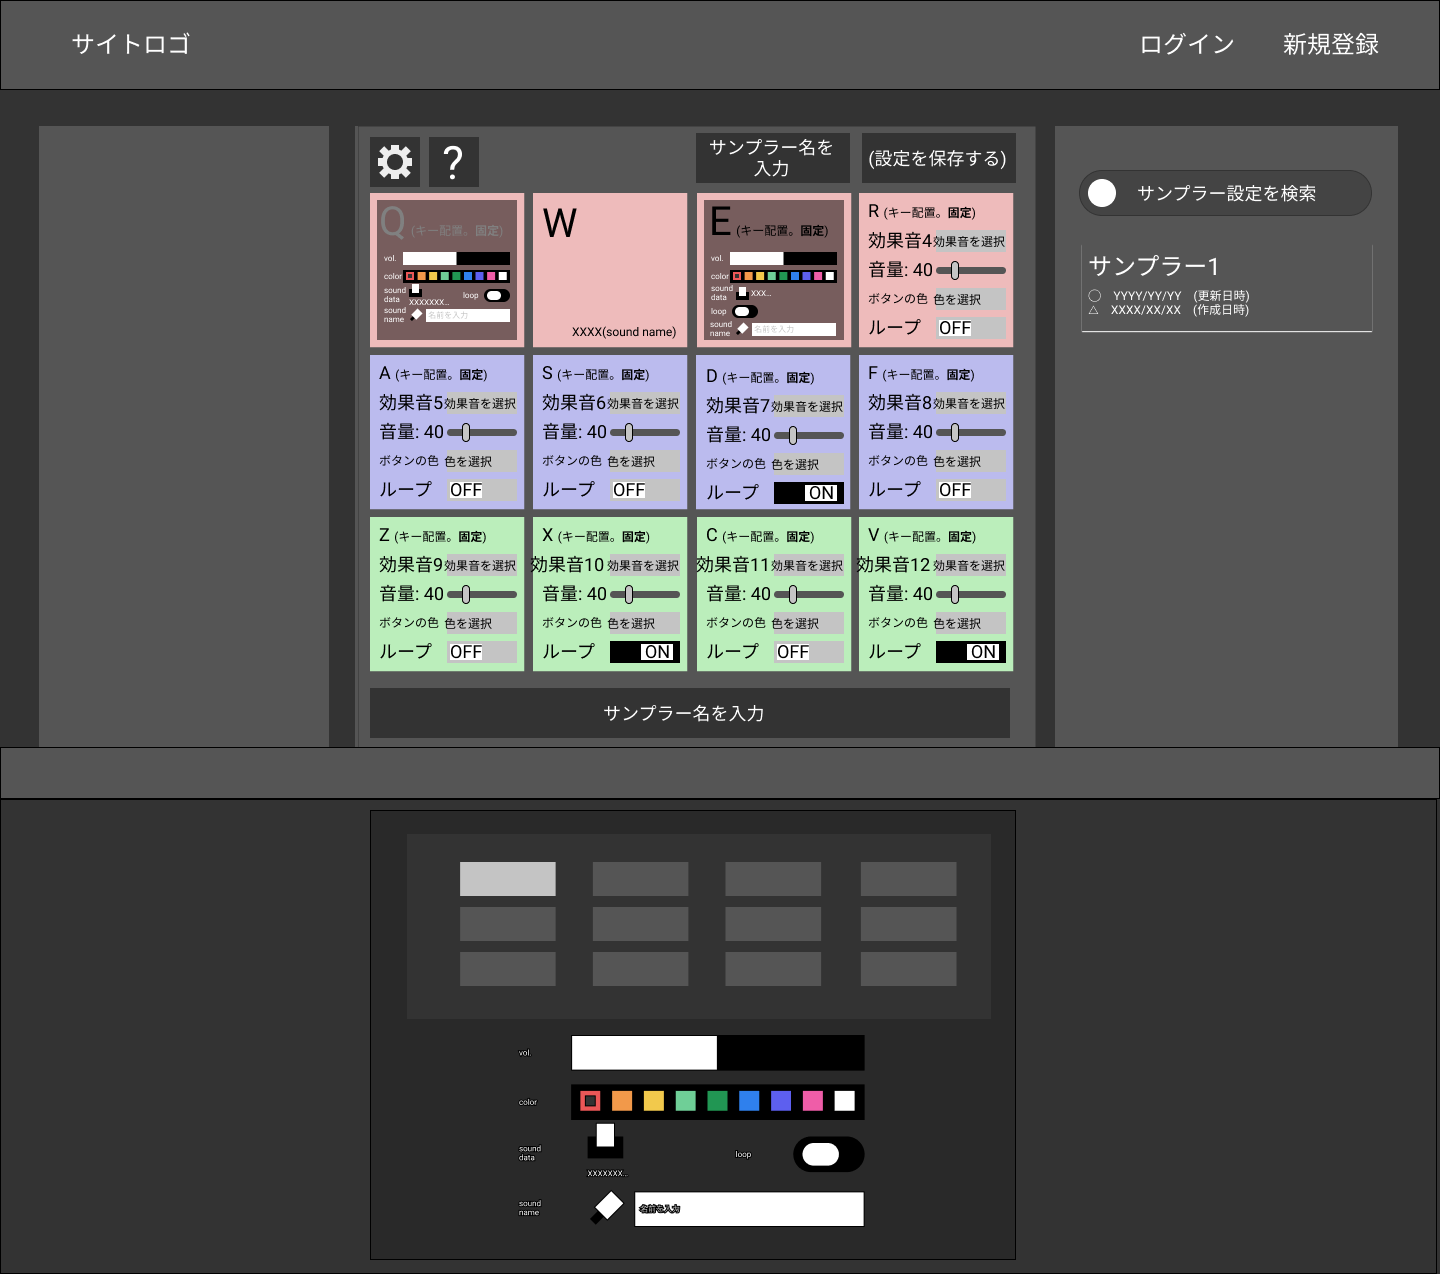 サイトロゴ
ログイン
新規登録
?
サンプラー名を
入力
(設定を保存する)
サンプラー設定を検索
サンプラー1
○ YYYY/YY/YY (更新日時)
△ XXXX/XX/XX (作成日時)
Q (キー配置。固定)
vol.
color
sound
data
XXXXXXX...
loop
sound
name
名前を入力
W
XXXX(sound name)
E (キー配置。固定)
vol.
color
sound
data
XXX...
loop
sound
name
名前を入力
R (キー配置。固定)
効果音4 効果音を選択
音量: 40
ボタンの色 色を選択
ループ OFF
A (キー配置。固定)
効果音5 効果音を選択
音量: 40
ボタンの色 色を選択
ループ OFF
S (キー配置。固定)
効果音6 効果音を選択
音量: 40
ボタンの色 色を選択
ループ OFF
D (キー配置。固定)
効果音7 効果音を選択
音量: 40
ボタンの色 色を選択
ループ ON
F (キー配置。固定)
効果音8 効果音を選択
音量: 40
ボタンの色 色を選択
ループ OFF
Z (キー配置。固定)
効果音9 効果音を選択
音量: 40
ボタンの色 色を選択
ループ OFF
X (キー配置。固定)
効果音10 効果音を選択
音量: 40
ボタンの色 色を選択
ループ ON
C (キー配置。固定)
効果音11 効果音を選択
音量: 40
ボタンの色 色を選択
ループ OFF
V (キー配置。固定)
効果音12 効果音を選択
音量: 40
ボタンの色 色を選択
ループ ON
サンプラー名を入力
vol.
color
sound
data
XXXXXXX...
loop
sound
name
名前を入力